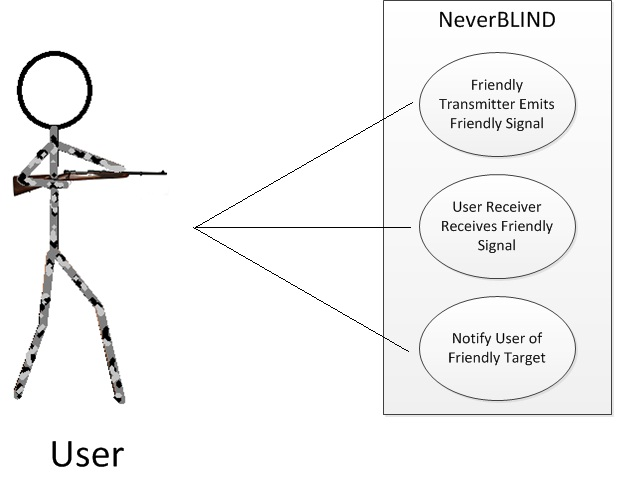 NeverBLIND
Friendly
Transmitter Emits
Friendly Signal
User Receiver
Receives Friendly
Signal
Notify User of
Friendly Target
User